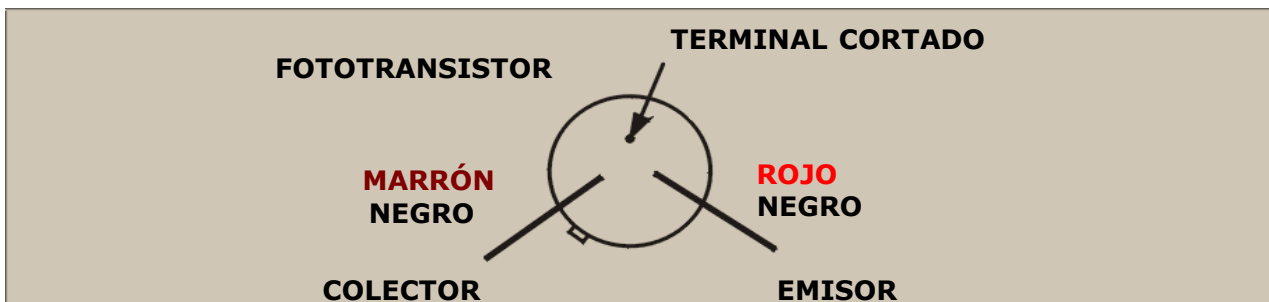 TERMINAL CORTADO
FOTOTRANSISTOR
MARRÓN
NEGRO
ROJO
NEGRO
COLECTOR
EMISOR